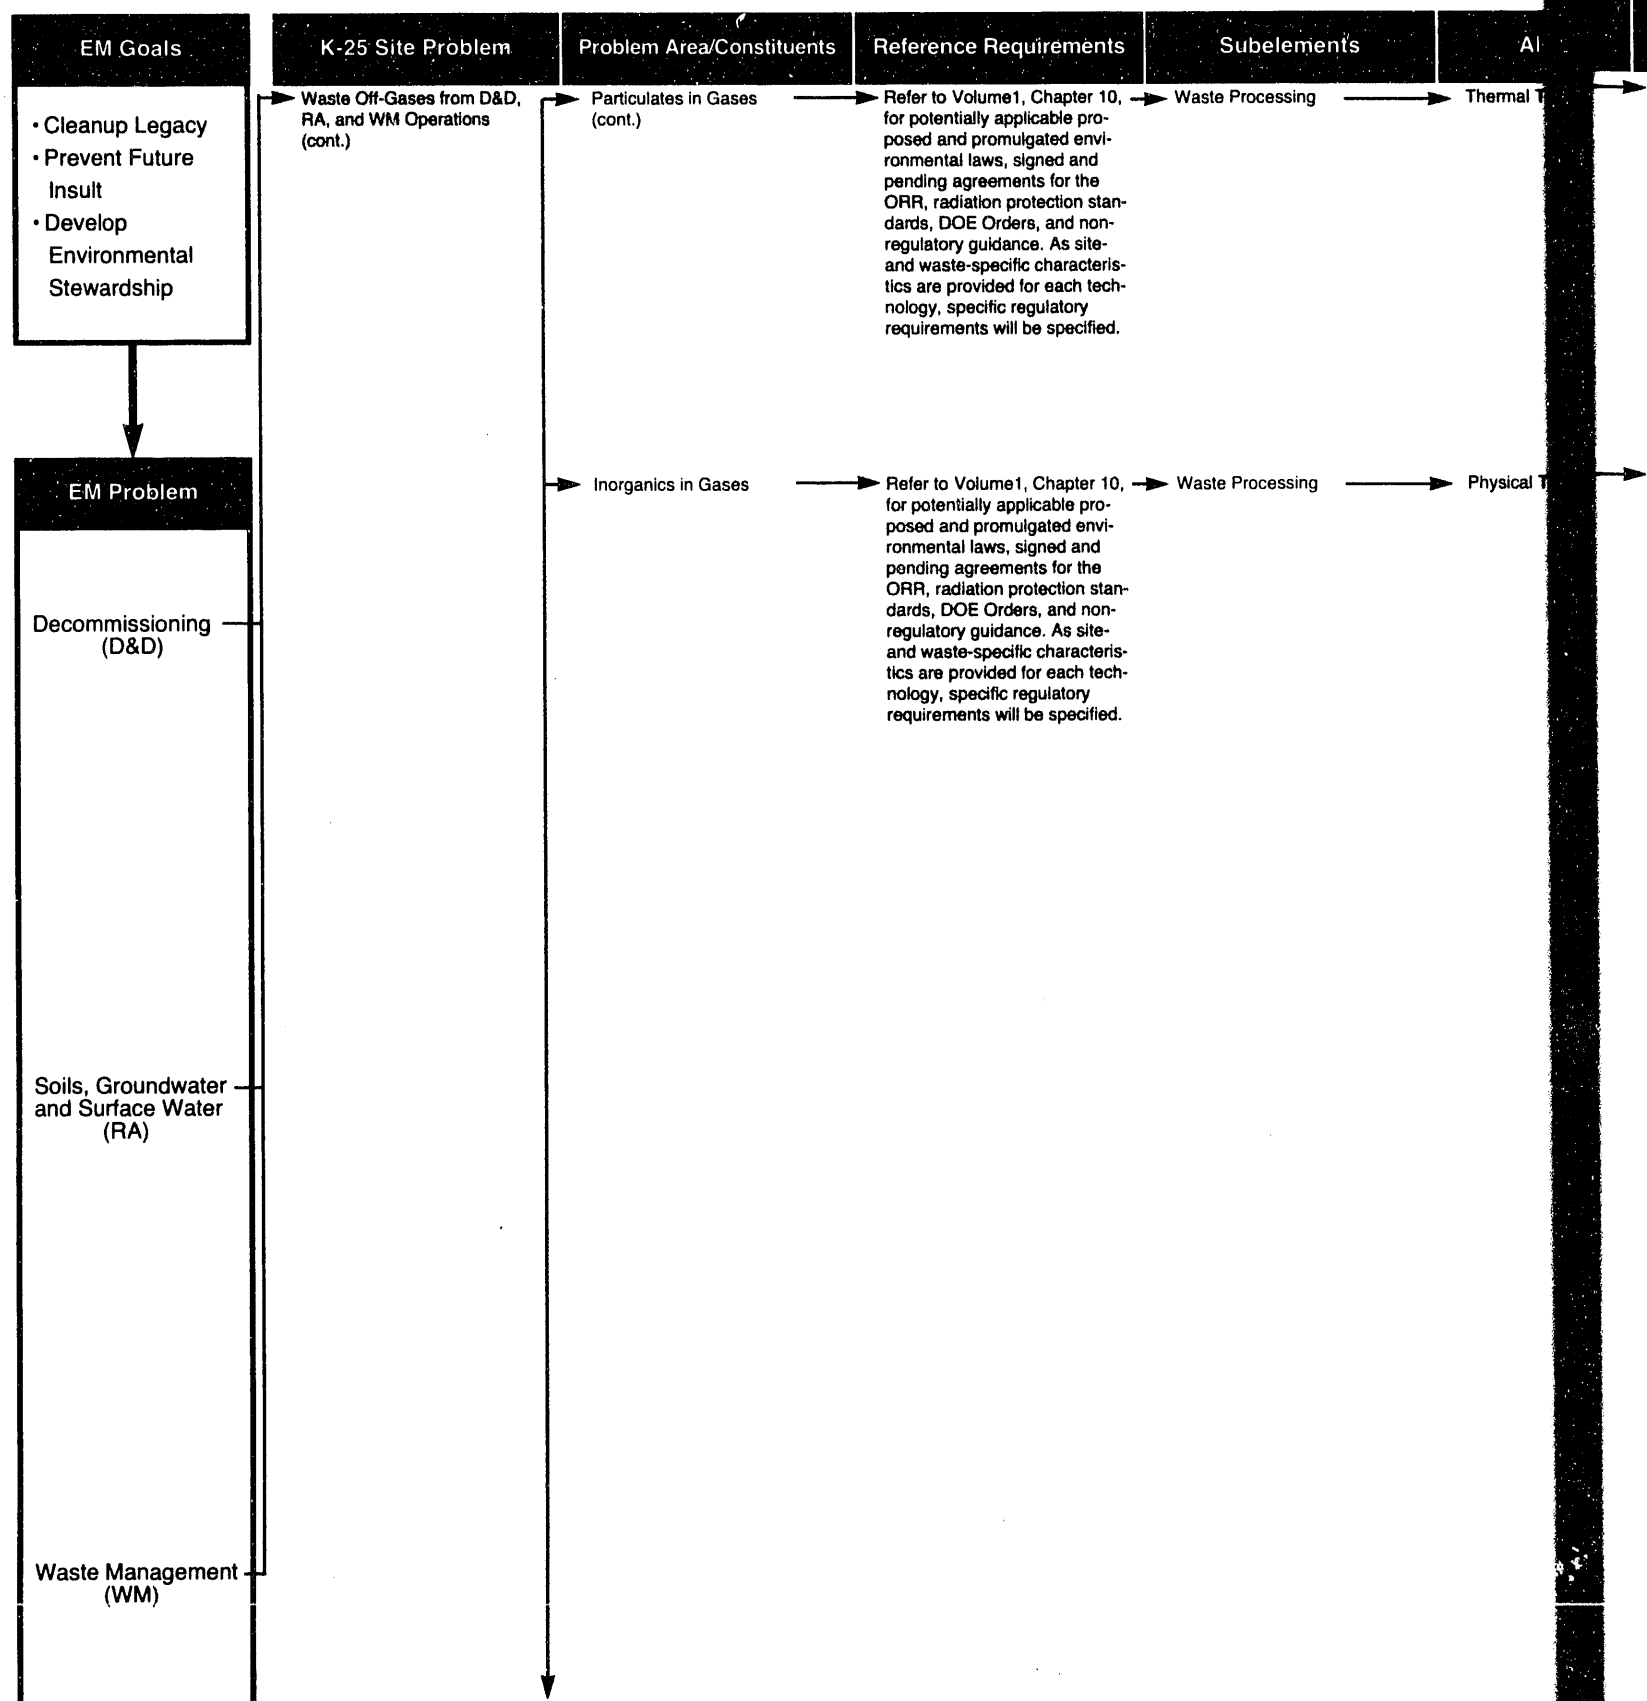 EM Goals
K-25 Site Problem
Problem Area/Constituents
Reference Requirements
Subelements
Al
• Cleanup Legacy
• Prevent Future
Insult
• Develop
Environmental
Stewardship
Waste Off-Gases from D&D,
RA, and WM Operations
(cont.)
Particulates in Gases
(cont.)
Refer to Volume1, Chapter 10,
for potentially applicable pro-
posed and promulgated envi-
ronmental laws, signed and
pending agreements for the
ORR, radiation protection stan-
dards, DOE Orders, and non-
regulatory guidance. As site-
and waste-specific characteris-
tics are provided for each tech-
nology, specific regulatory
requirements will be specified.
Waste Processing
Thermal T
EM Problem
Inorganics in Gases
Refer to Volume1, Chapter 10,
for potentially applicable pro-
posed and promulgated envi-
ronmental laws, signed and
pending agreements for the
ORR, radiation protection stan-
dards, DOE Orders, and non-
regulatory guidance. As site-
and waste-specific characteris-
tics are provided for each tech-
nology, specific regulatory
requirements will be specified.
Waste Processing
Physical T
Decommissioning
(D&D)
Soils, Groundwater
and Surface Water
(RA)
Waste Management
(WM)